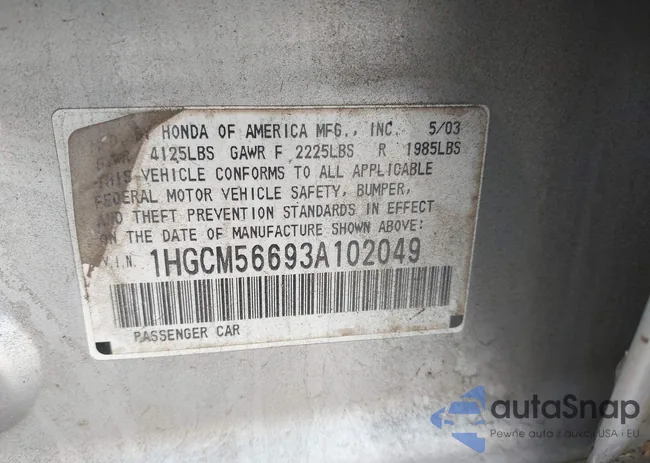 BY HONDA OF AMERICA MFG., INC. 5/03
4125LBS GAWR F 2225LBS R 1985LBS
THIS VEHICLE CONFORMS TO ALL APPLICABLE
FEDERAL MOTOR VEHICLE SAFETY, BUMPER,
AND THEFT PREVENTION STANDARDS IN EFFECT
ON THE DATE OF MANUFACTURE SHOWN ABOVE:
V.I.N. 1HGCM56693A102049
PASSENGER CAR
autaSnap
Pewne auta z aukcji USA i EU